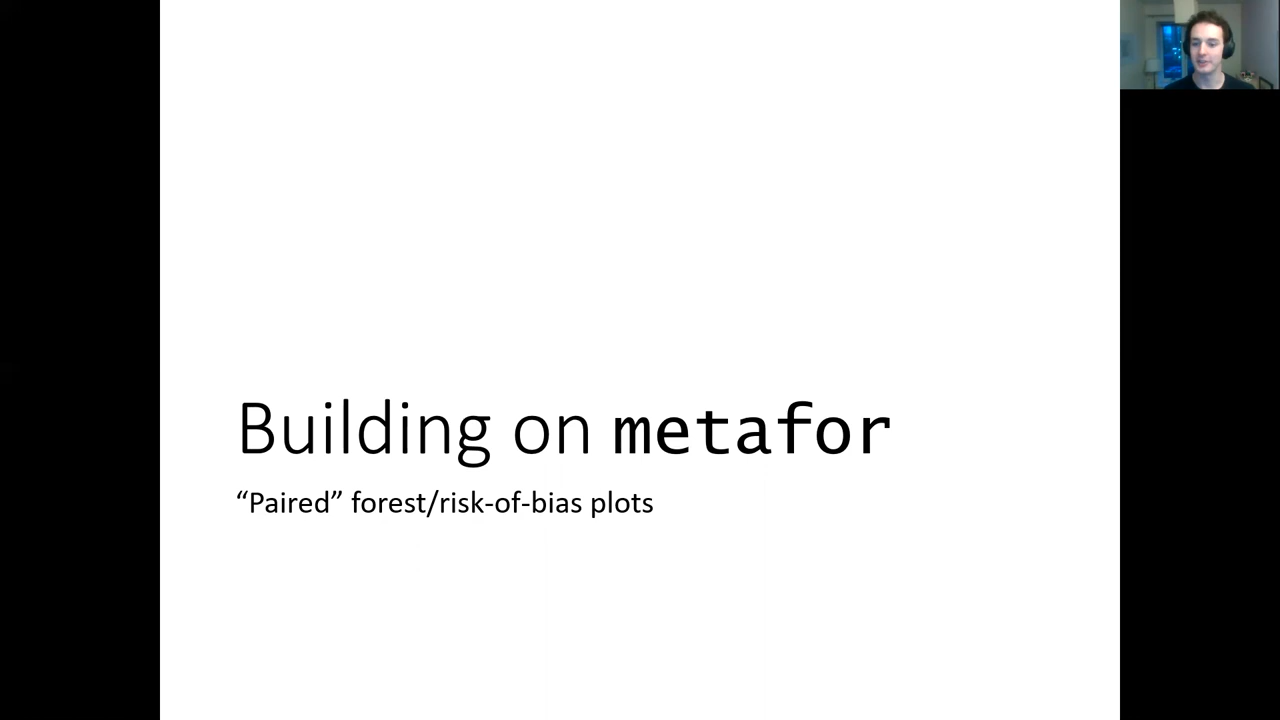 Building on metafor
“Paired” forest/risk-of-bias plots